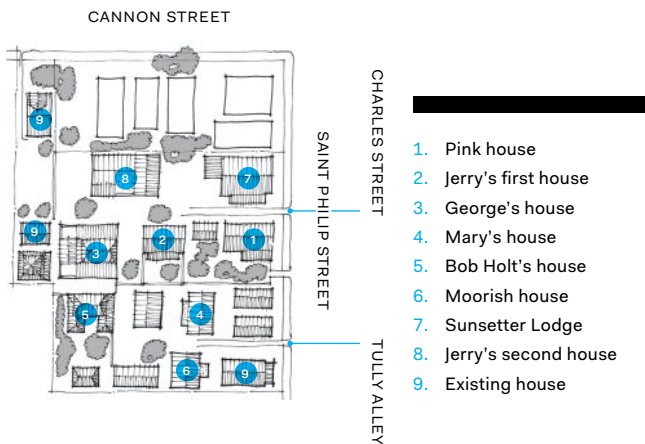 CANNON STREET
9
8
7
9
3
2
1
5
4
6
9
SAINT PHILIP STREET
CHARLES STREET
TULLY ALLEY
1. Pink house
2. Jerry's first house
3. George's house
4. Mary's house
5. Bob Holt's house
6. Moorish house
7. Sunsetter Lodge
8. Jerry's second house
9. Existing house